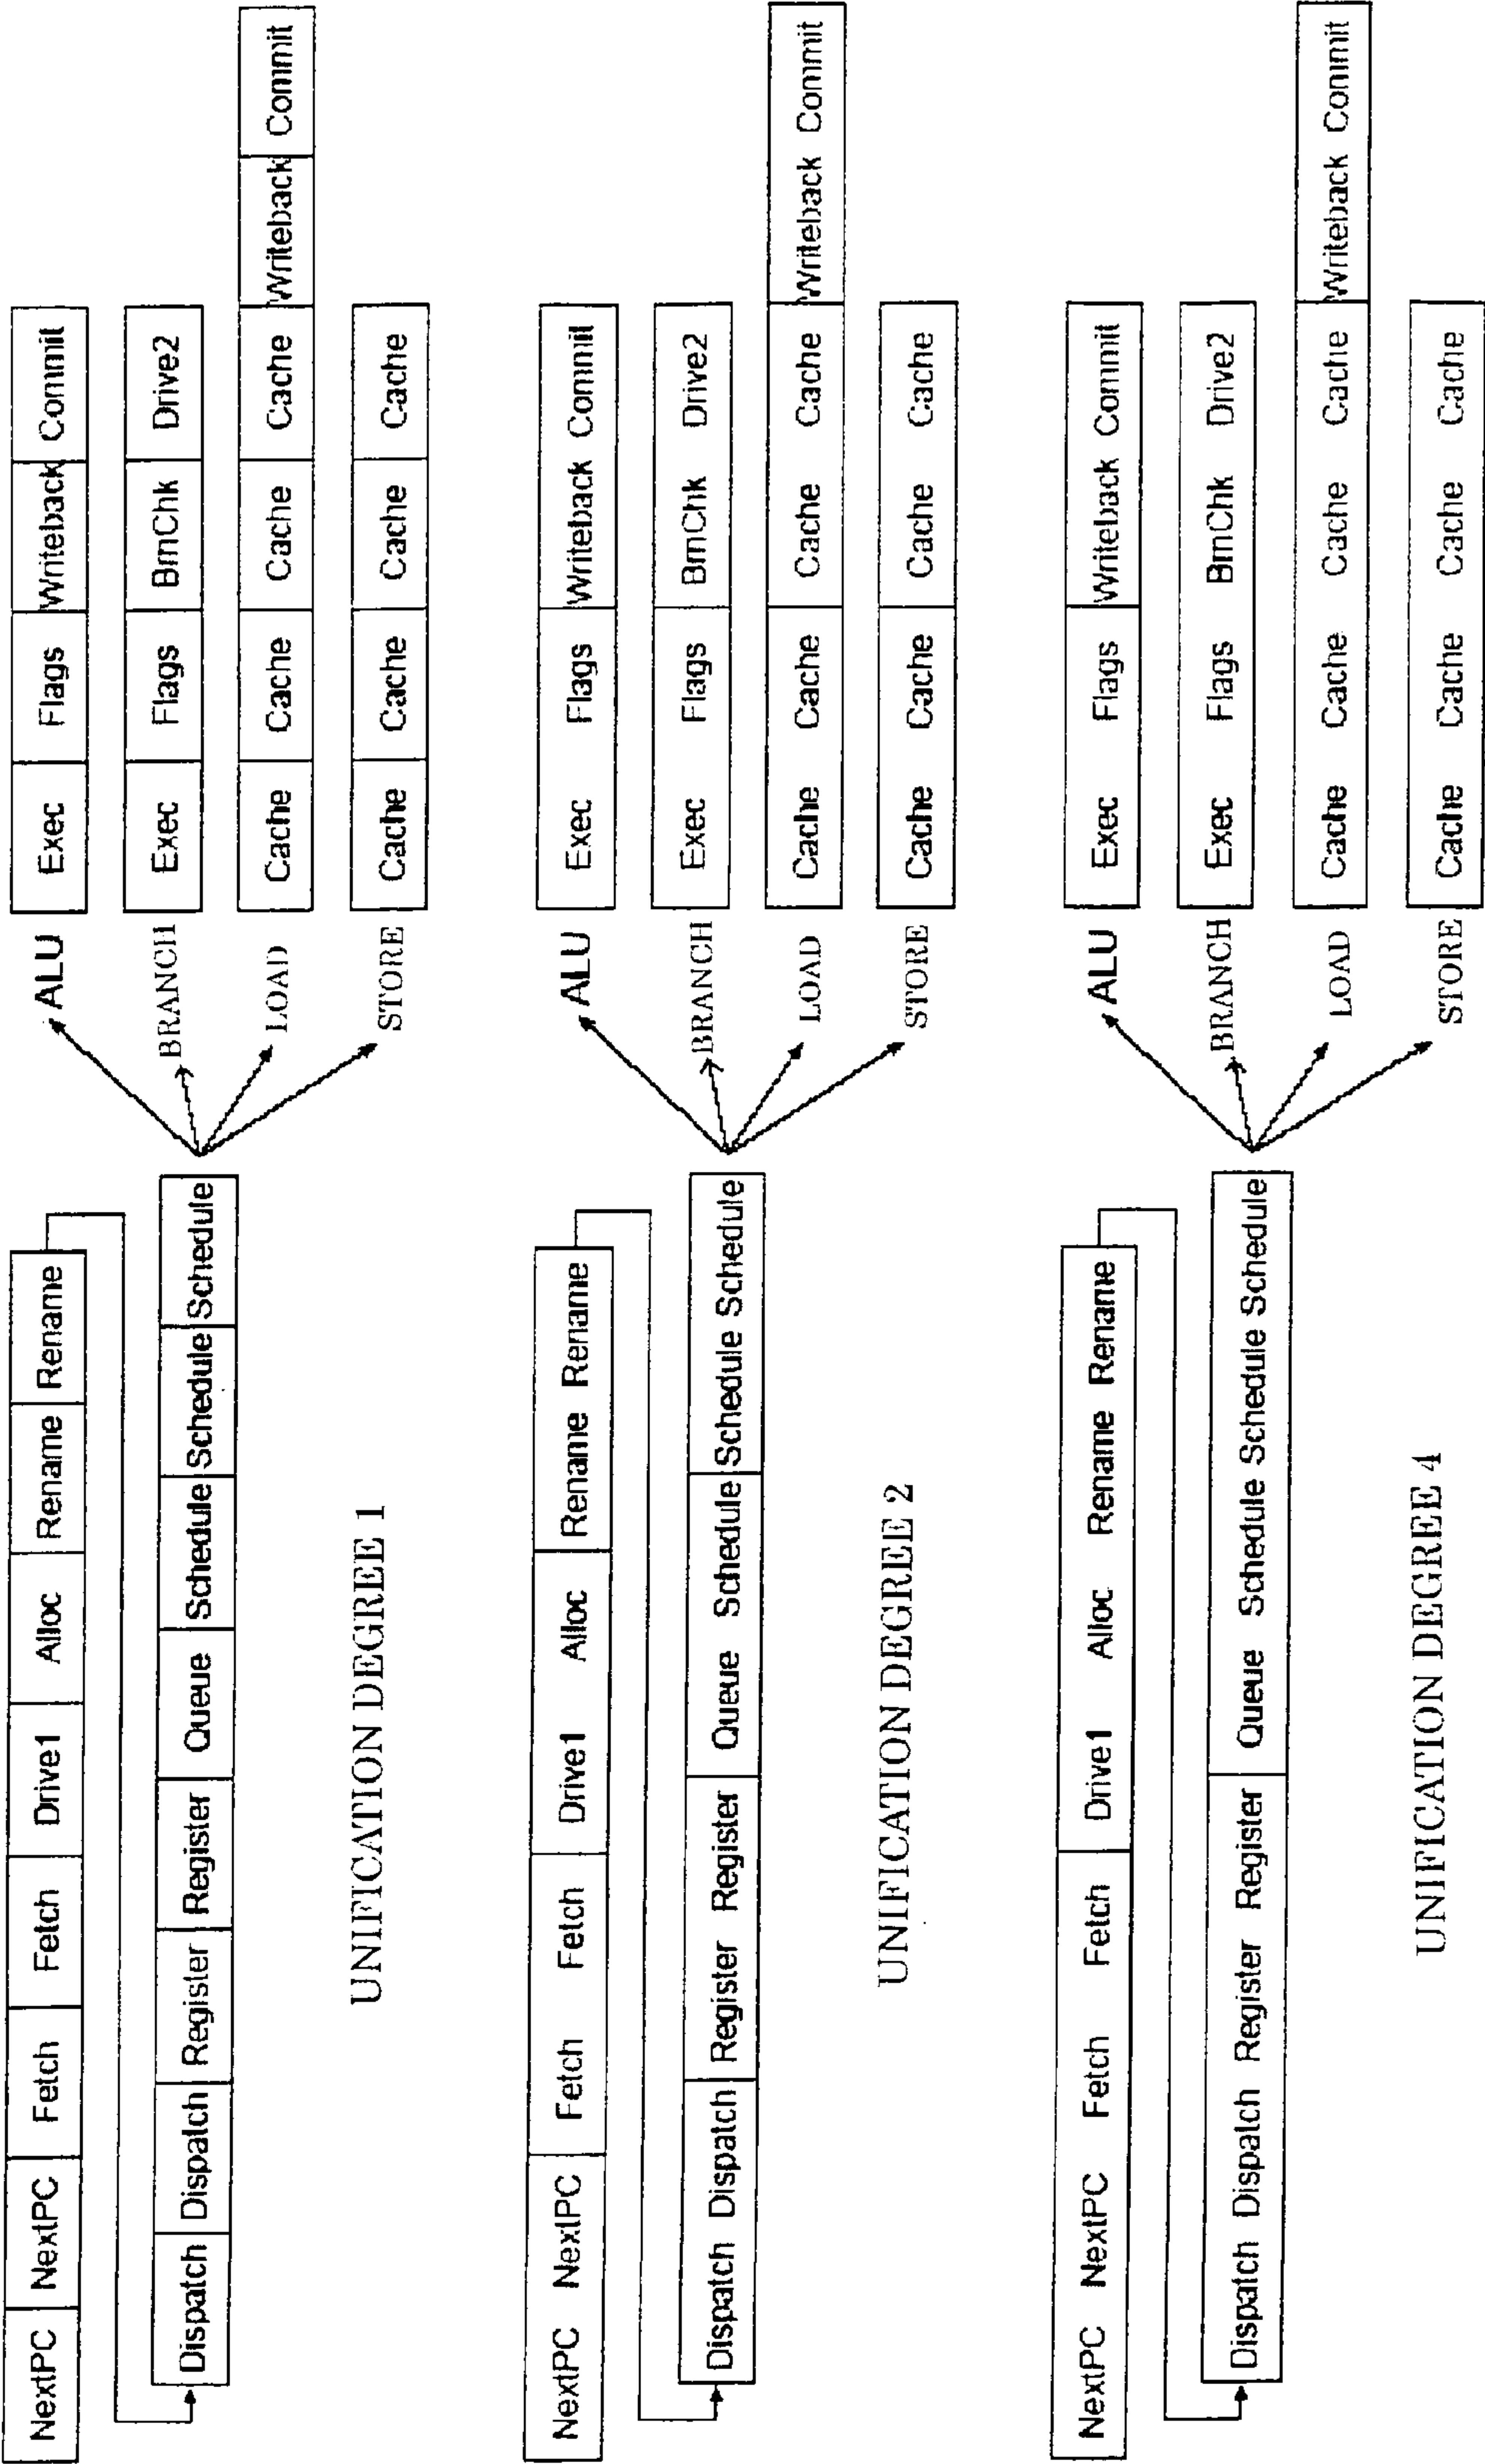 NextPC NextPC Fetch Fetch Drive1 Alloc Rename Rename
Dispatch Dispatch Register Register Queue Schedule Schedule Schedule
ALU Exec Flags Writeback Commit
BRANCH Exec Flags BrnChk Drive2
LOAD Cache Cache Cache Cache Writeback Commit
STORE Cache Cache Cache Cache
UNIFICATION DEGREE 1
NextPC NextPC Fetch Fetch Drive1 Alloc Rename Rename
Dispatch Dispatch Register Register Queue Schedule Schedule Schedule
ALU Exec Flags Writeback Commit
BRANCH Exec Flags BrnChk Drive2
LOAD Cache Cache Cache Cache Writeback Commit
STORE Cache Cache Cache Cache
UNIFICATION DEGREE 2
NextPC NextPC Fetch Fetch Drive1 Alloc Rename Rename
Dispatch Dispatch Register Register Queue Schedule Schedule Schedule
ALU Exec Flags Writeback Commit
BRANCH Exec Flags BrnChk Drive2
LOAD Cache Cache Cache Cache Writeback Commit
STORE Cache Cache Cache Cache
UNIFICATION DEGREE 4